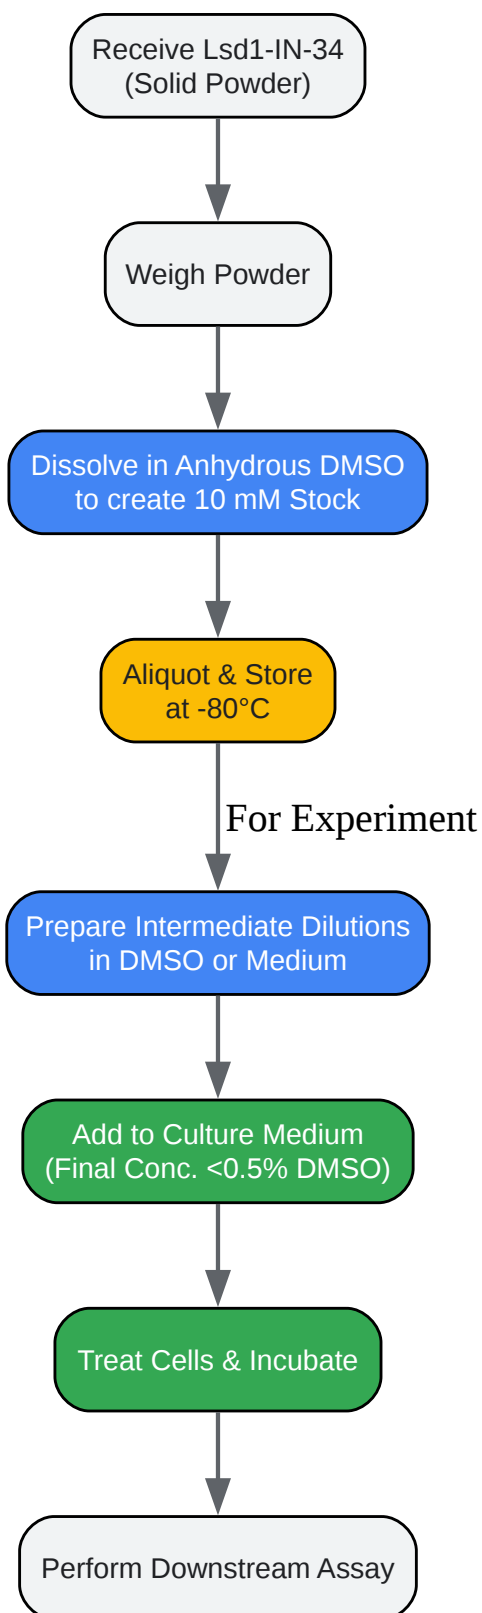 Receive Lsd1-IN-34
(Solid Powder)
Weigh Powder
Dissolve in Anhydrous DMSO
to create 10 mM Stock
Aliquot & Store
at -80°C
For Experiment
Prepare Intermediate Dilutions
in DMSO or Medium
Add to Culture Medium
(Final Conc. <0.5% DMSO)
Treat Cells & Incubate
Perform Downstream Assay